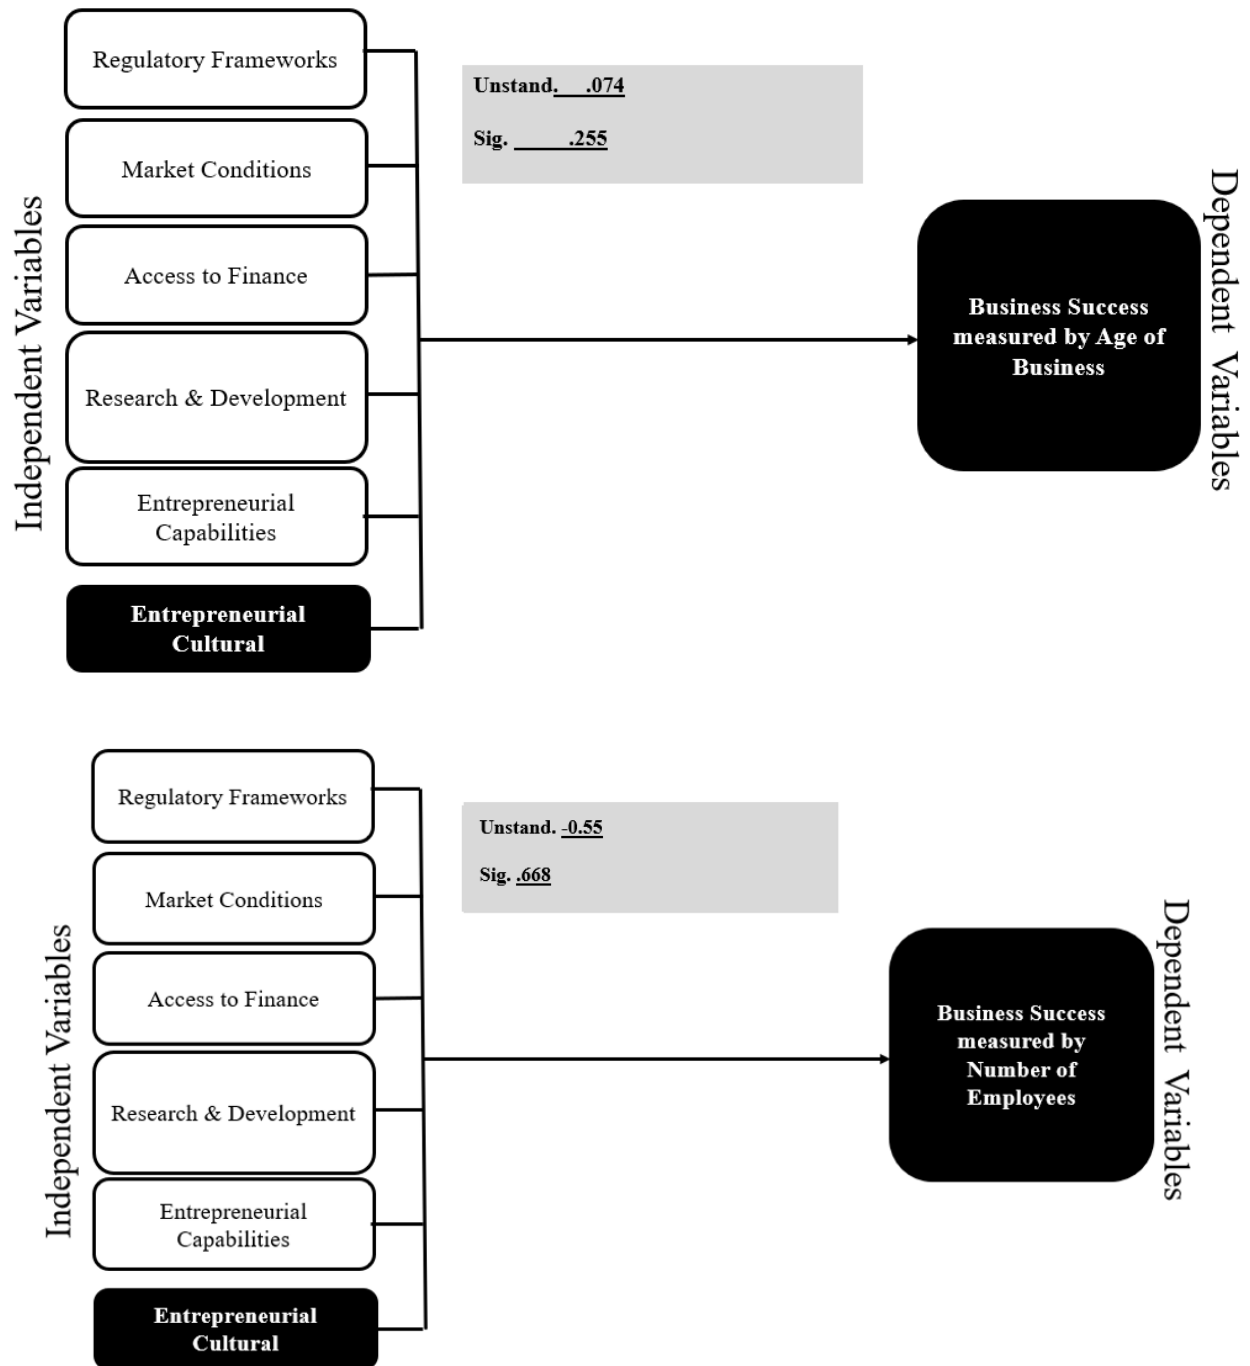 Regulatory Frameworks
Market Conditions
Access to Finance
Research & Development
Entrepreneurial
Capabilities
Entrepreneurial
Cultural
Independent Variables
Unstand. .074
Sig. .255
Business Success
measured by Age of
Business
Dependent Variables
Regulatory Frameworks
Market Conditions
Access to Finance
Research & Development
Entrepreneurial
Capabilities
Entrepreneurial
Cultural
Independent Variables
Unstand. -0.55
Sig. .668
Business Success
measured by
Number of
Employees
Dependent Variables